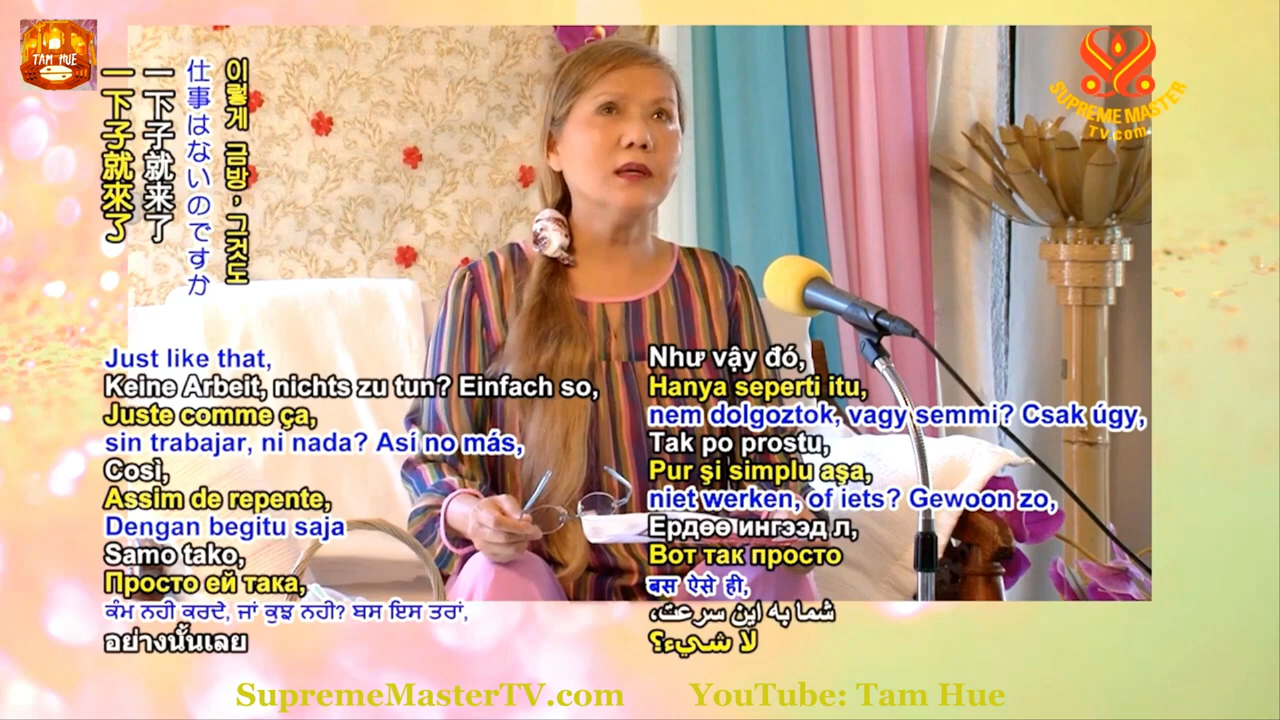 TAM HUE
SUPREME MASTER
TV.com
이렇게 금방，그것도
仕事はないのですか
一下子就来了
一下子就來了
Just like that,
Keine Arbeit, nichts zu tun? Einfach so,
Juste comme ça,
sin trabajar, ni nada? Así no más,
Così,
Assim de repente,
Dengan begitu saja
Samo tako,
Просто ей така,
ਕੰਮ ਨਹੀ ਕਰਦੇ, ਜਾਂ ਕੁਝ ਨਹੀ? ਬਸ ਇਸ ਤਰਾਂ,
อย่างนั้นเลย
Như vậy đó,
Hanya seperti itu,
nem dolgoztok, vagy semmi? Csak úgy,
Tak po prostu,
Pur şi simplu aşa,
niet werken, of iets? Gewoon zo,
Ердөө ингээд л,
Вот так просто
बस ऐसे ही,
شما به این سرعت،
لا شيء؟
SupremeMasterTV.com
YouTube: Tam Hue